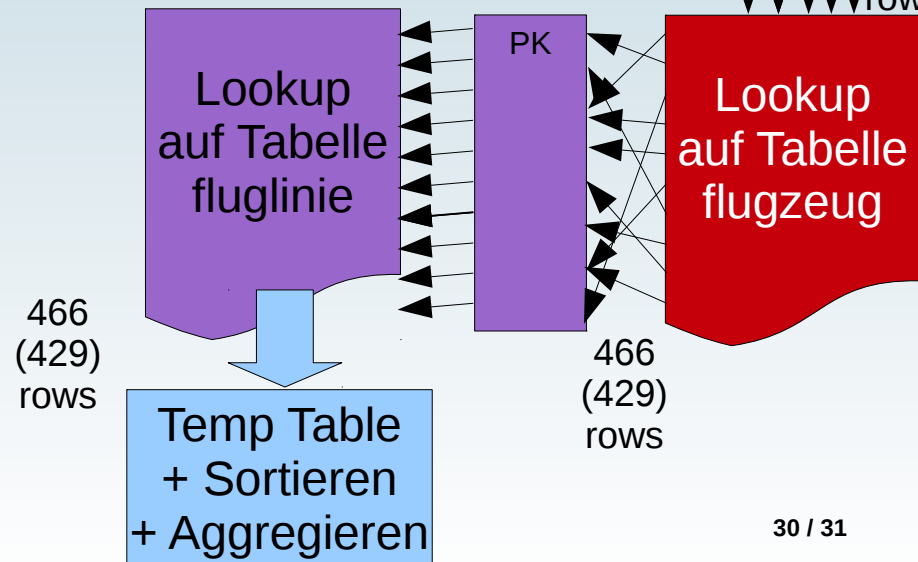 rows
Lookup
auf Tabelle
fluglinie
PK
Lookup
auf Tabelle
flugzeug
466
(429)
rows
466
(429)
rows
Temp Table
+ Sortieren
+ Aggregieren
30 / 31